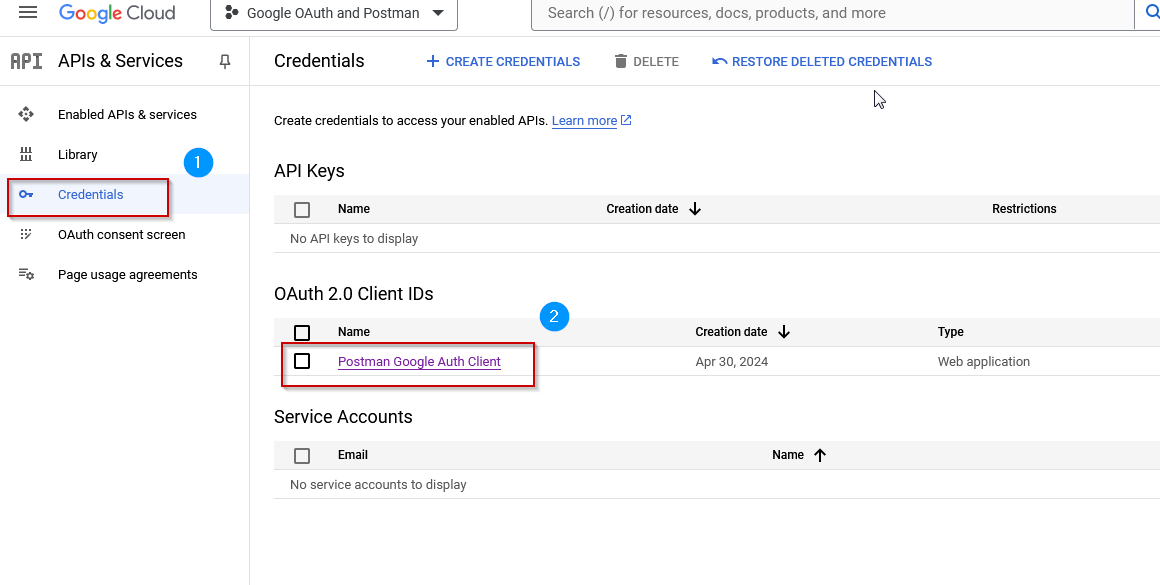 Google Cloud
Google OAuth and Postman
Search (/) for resources, docs, products, and more
API APIs & Services
Credentials
CREATE CREDENTIALS
DELETE
RESTORE DELETED CREDENTIALS
Enabled APIs & services
Library
1
Credentials
OAuth consent screen
Page usage agreements
Create credentials to access your enabled APIs. Learn more
API Keys
Name Creation date Restrictions
No API keys to display
OAuth 2.0 Client IDs
2
Name Creation date Type
Postman Google Auth Client Apr 30, 2024 Web application
Service Accounts
Email Name
No service accounts to display